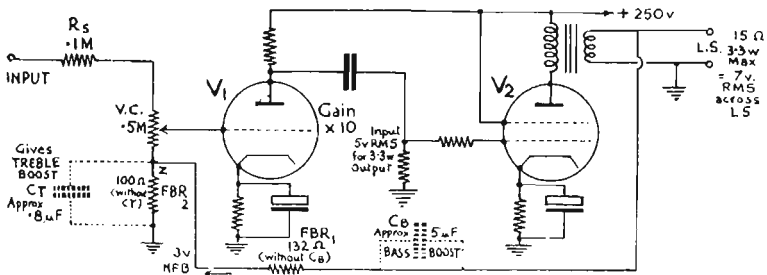 RS
.1M
INPUT
V.C.
.5M
Gives
TREBLE
BOOST
CT
Approx
.8µF
100Ω
(without
CT)
FBR
2
Z
3v
NFB
V1
Gain
x 10
FBR1
132 Ω
(without CB)
Input
5v RMS
for 3.3w
Output
CB
Approx
5µF
BASS
BOOST
V2
+ 250v
L.S.
15 Ω
3.3w
Max
= 7v.
RMS
across
LS